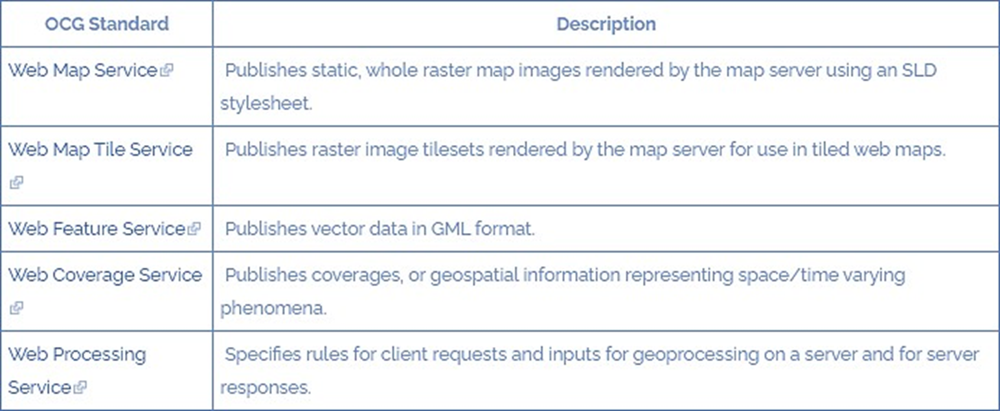 OCG Standard
Description
Web Map Service
Publishes static, whole raster map images rendered by the map server using an SLD
stylesheet.
Web Map Tile Service
Publishes raster image tilesets rendered by the map server for use in tiled web maps.
Web Feature Service
Publishes vector data in GML format.
Web Coverage Service
Publishes coverages, or geospatial information representing space/time varying
phenomena.
Web Processing
Service
Specifies rules for client requests and inputs for geoprocessing on a server and for server
responses.